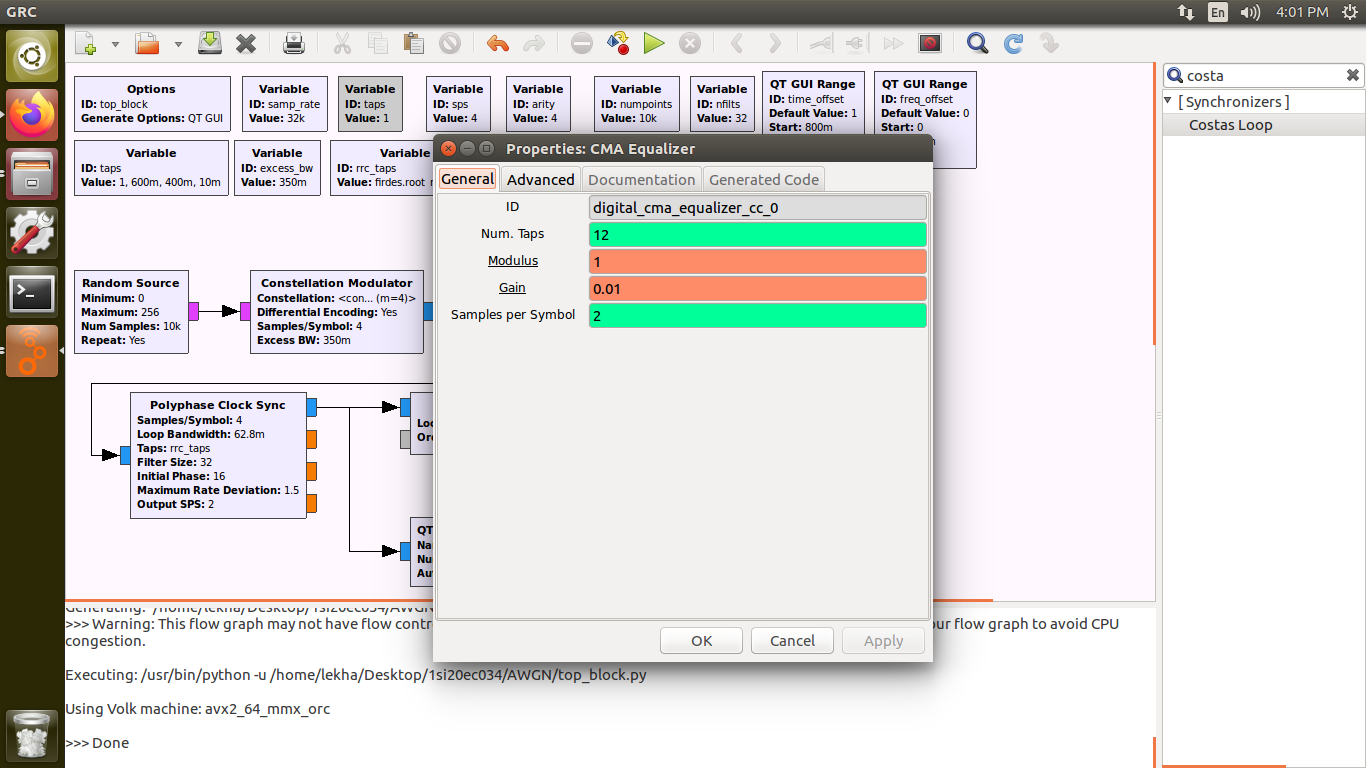 GRC
En
4:01 PM
costa
[ Synchronizers ]
Costas Loop
Options
ID: top_block
Generate Options: QT GUI
Variable
ID: samp_rate
Value: 32k
Variable
ID: taps
Value: 1
Variable
ID: sps
Value: 4
Variable
ID: arity
Value: 4
Variable
ID: numpoints
Value: 10k
Variable
ID: nfilts
Value: 32
QT GUI Range
ID: time_offset
Default Value: 1
Start: 800m
QT GUI Range
ID: freq_offset
Default Value: 0
Start: 0
Variable
ID: taps
Value: 1, 600m, 400m, 10m
Variable
ID: excess_bw
Value: 350m
Variable
ID: rrc_taps
Value: firdes.root
Properties: CMA Equalizer
General
Advanced
Documentation
Generated Code
ID
digital_cma_equalizer_cc_0
Num. Taps
12
Modulus
1
Gain
0.01
Samples per Symbol
2
OK
Cancel
Apply
Random Source
Minimum: 0
Maximum: 256
Num Samples: 10k
Repeat: Yes
Constellation Modulator
Constellation: <con... (m=4)>
Differential Encoding: Yes
Samples/Symbol: 4
Excess BW: 350m
Polyphase Clock Sync
Samples/Symbol: 4
Loop Bandwidth: 62.8m
Taps: rrc_taps
Filter Size: 32
Initial Phase: 16
Maximum Rate Deviation: 1.5
Output SPS: 2
Loo
Ord
QT
Na
Nu
Au
Generating: '/home/lekha/Desktop/1si20ec034/AW
>>> Warning: This flow graph may not have flow contr
our flow graph to avoid CPU
congestion.
Executing: /usr/bin/python -u /home/lekha/Desktop/1si20ec034/AWGN/top_block.py
Using Volk machine: avx2_64_mmx_orc
>>> Done